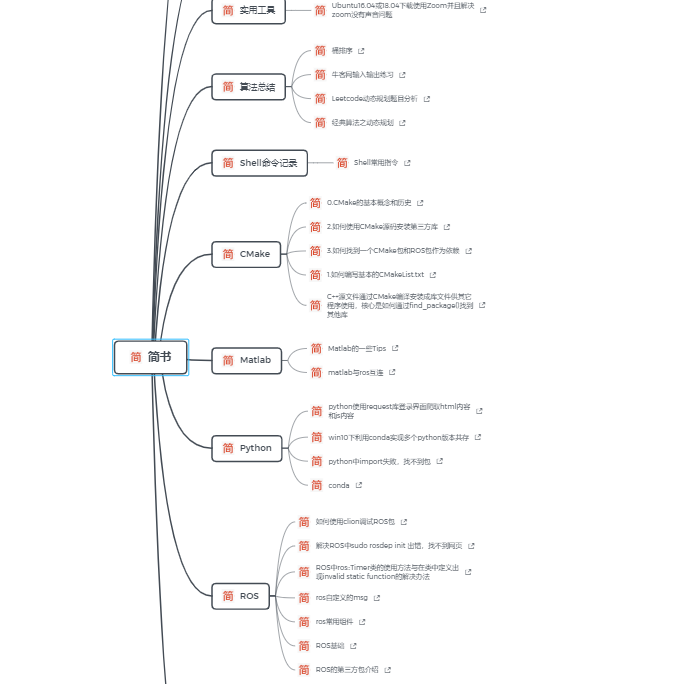 简 实用工具
简 Ubuntu16.04或18.04下载使用Zoom并且解决
zoom没有声音问题
简 算法总结
简 桶排序
简 牛客网输入输出练习
简 Leetcode动态规划题目分析
简 经典算法之动态规划
简 Shell命令记录
简 Shell常用指令
简 CMake
简 0.CMake的基本概念和历史
简 2.如何使用CMake源码安装第三方库
简 3.如何找到一个CMake包和ROS包作为依赖
简 1.如何编写基本的CMakeList.txt
简 C++源文件通过CMake编译安装成库文件供其它
程序使用，核心是如何通过find_package()找到
其他库
简 简书
简 Matlab
简 Matlab的一些Tips
简 matlab与ros互连
简 Python
简 python使用request库登录界面爬取html内容
和js内容
简 win10下利用conda实现多个python版本共存
简 python中import失败，找不到包
简 conda
简 ROS
简 如何使用clion调试ROS包
简 解决ROS中sudo rosdep init 出错，找不到网页
简 ROS中ros::Timer类的使用方法与在类中定义出
现invalid static function的解决办法
简 ros自定义的msg
简 ros常用组件
简 ROS基础
简 ROS的第三方包介绍